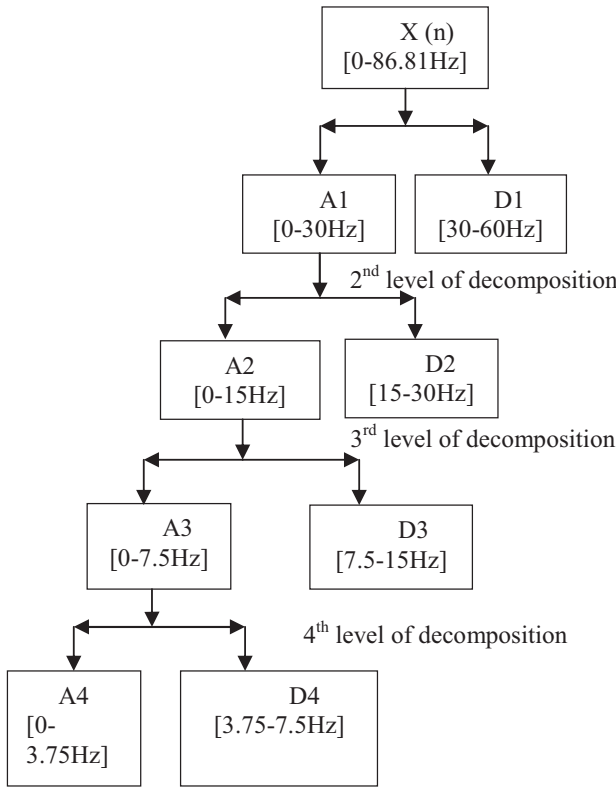 X (n)
[0-86.81Hz]
A1
[0-30Hz]
D1
[30-60Hz]
2nd level of decomposition
A2
[0-15Hz]
D2
[15-30Hz]
3rd level of decomposition
A3
[0-7.5Hz]
D3
[7.5-15Hz]
4th level of decomposition
A4
[0-
3.75Hz]
D4
[3.75-7.5Hz]